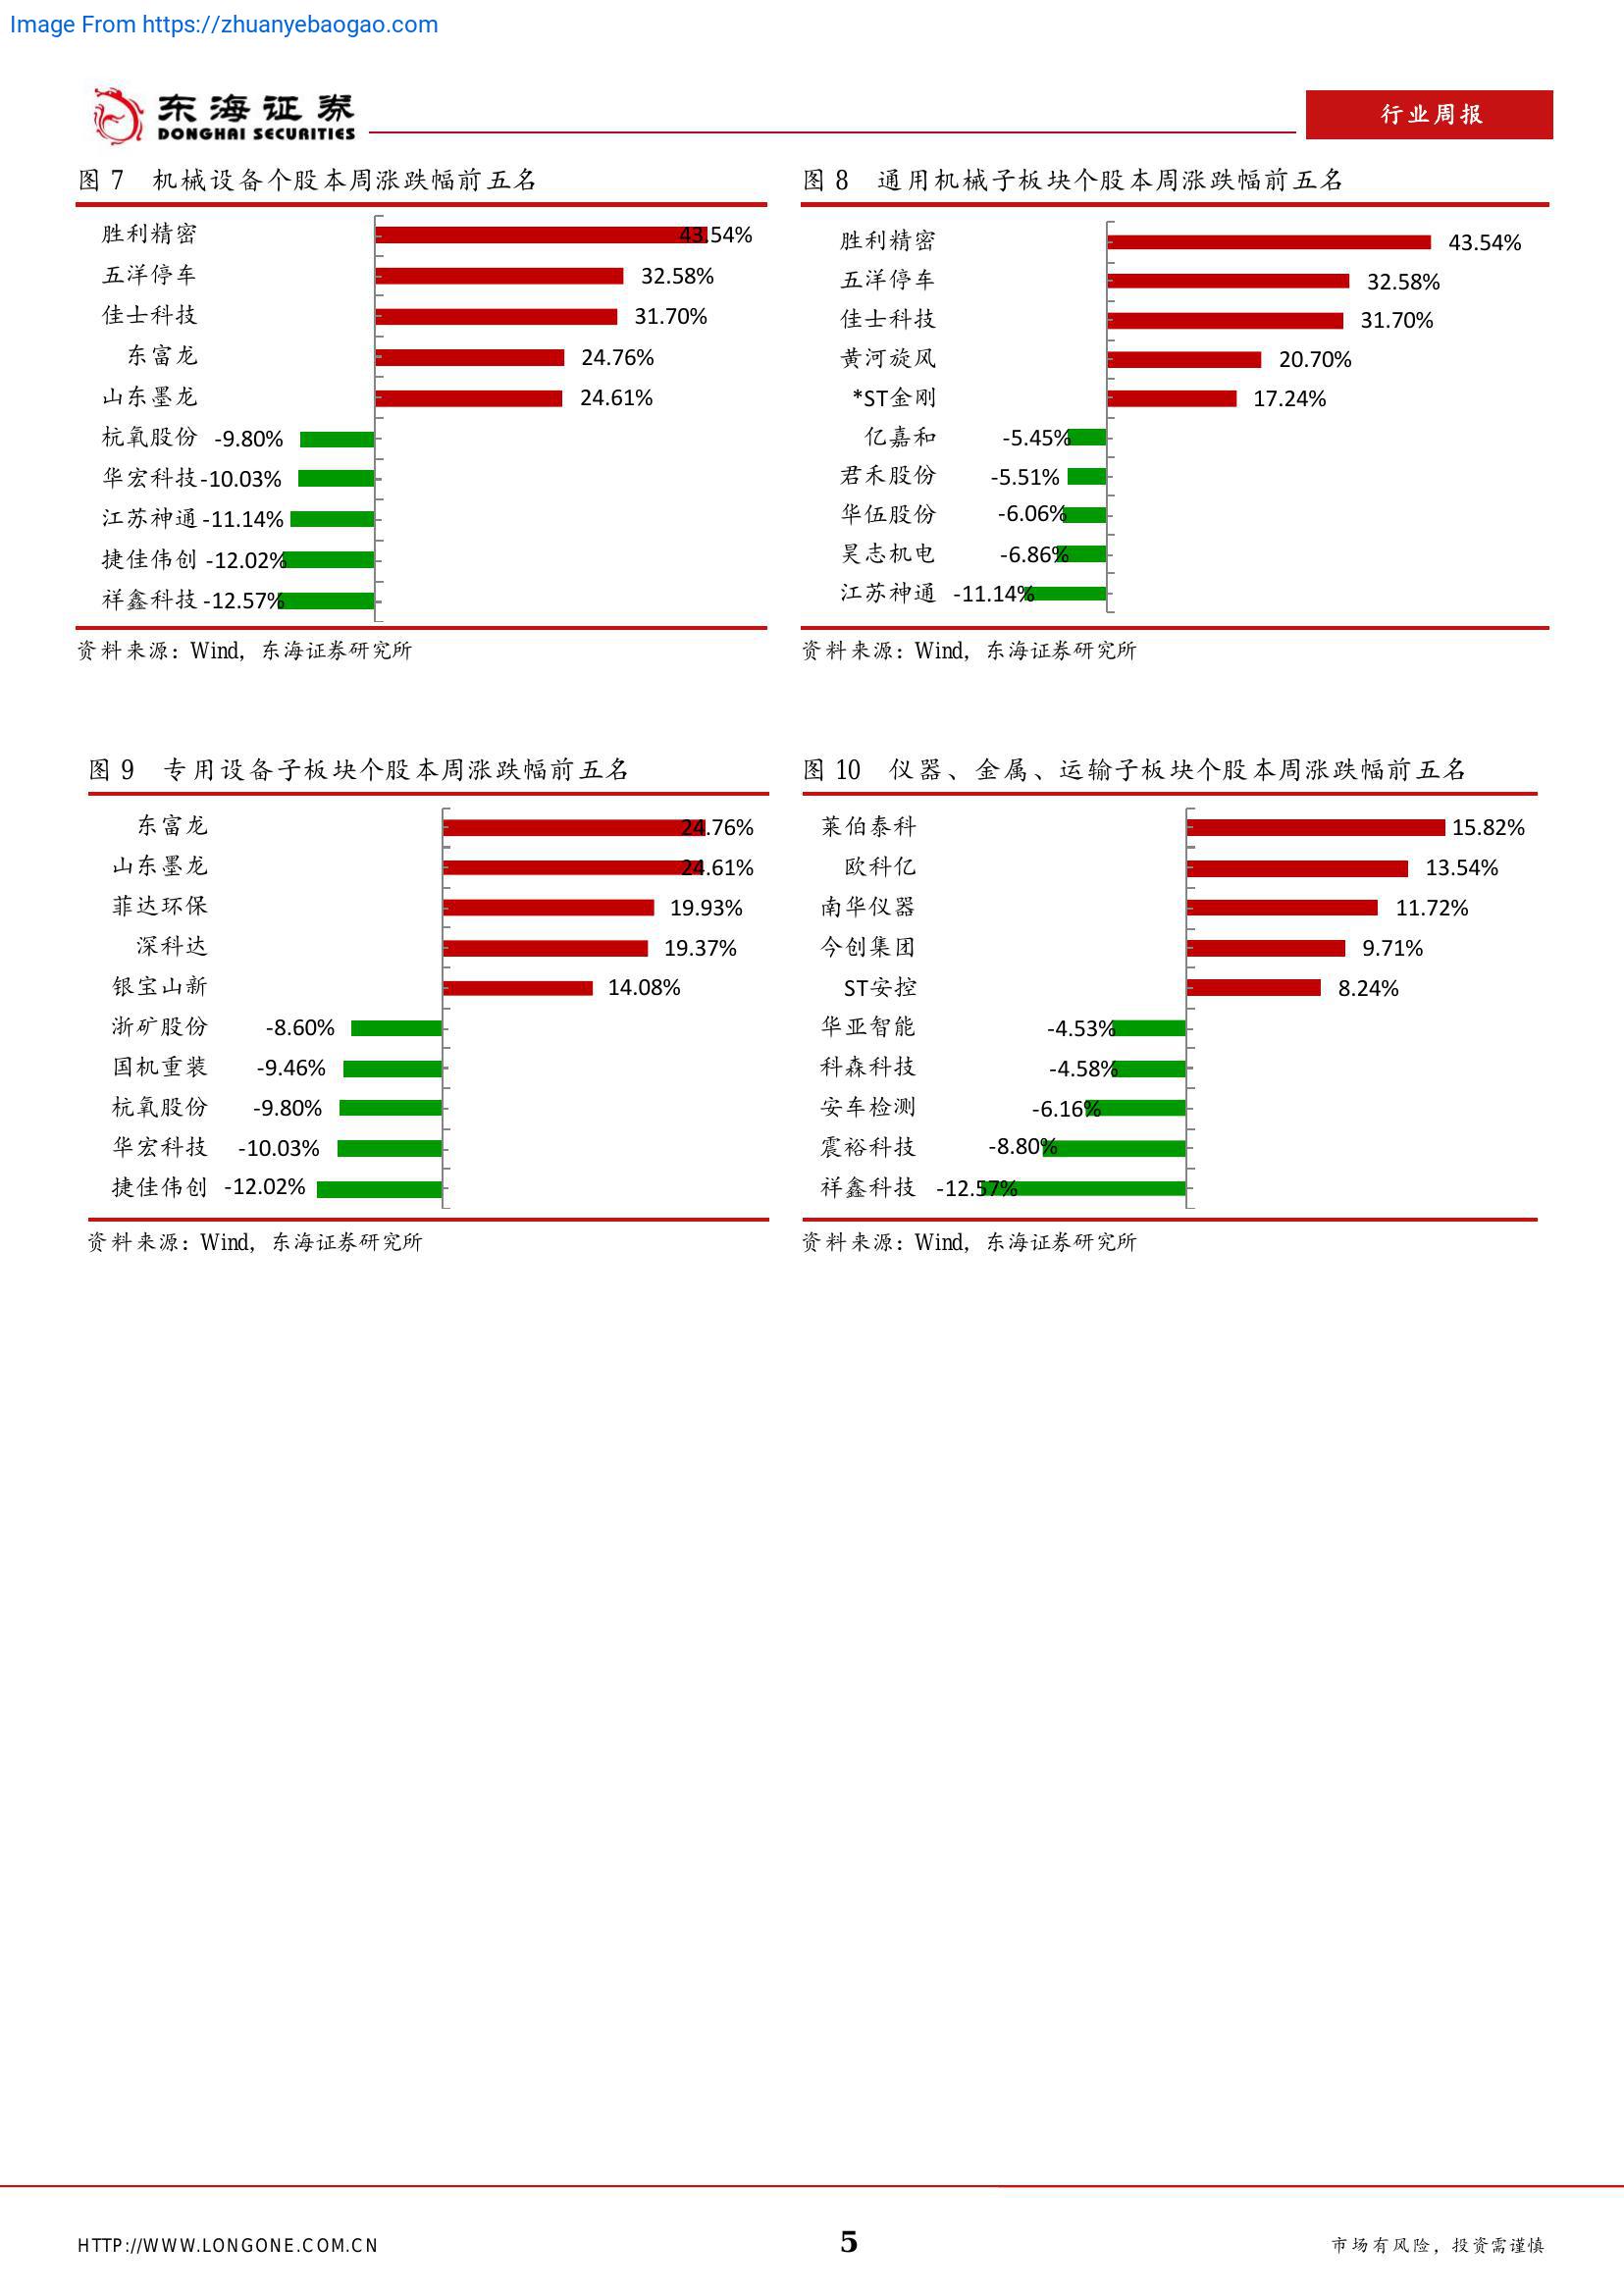 Image From https://zhuanyebaogao.com
东海证券
DONGHAI SECURITIES
行业周报
图 7 机械设备个股本周涨跌幅前五名
胜利精密 43.54%
五洋停车 32.58%
佳士科技 31.70%
东富龙 24.76%
山东墨龙 24.61%
杭氧股份 -9.80%
华宏科技 -10.03%
江苏神通 -11.14%
捷佳伟创 -12.02%
祥鑫科技 -12.57%
资料来源：Wind，东海证券研究所
图 8 通用机械子板块个股本周涨跌幅前五名
胜利精密 43.54%
五洋停车 32.58%
佳士科技 31.70%
黄河旋风 20.70%
*ST金刚 17.24%
亿嘉和 -5.45%
君禾股份 -5.51%
华伍股份 -6.06%
昊志机电 -6.86%
江苏神通 -11.14%
资料来源：Wind，东海证券研究所
图 9 专用设备子板块个股本周涨跌幅前五名
东富龙 24.76%
山东墨龙 24.61%
菲达环保 19.93%
深科达 19.37%
银宝山新 14.08%
浙矿股份 -8.60%
国机重装 -9.46%
杭氧股份 -9.80%
华宏科技 -10.03%
捷佳伟创 -12.02%
资料来源：Wind，东海证券研究所
图 10 仪器、金属、运输子板块个股本周涨跌幅前五名
莱伯泰科 15.82%
欧科亿 13.54%
南华仪器 11.72%
今创集团 9.71%
ST安控 8.24%
华亚智能 -4.53%
科森科技 -4.58%
安车检测 -6.16%
震裕科技 -8.80%
祥鑫科技 -12.57%
资料来源：Wind，东海证券研究所
HTTP://WWW.LONGONE.COM.CN
5
市场有风险，投资需谨慎